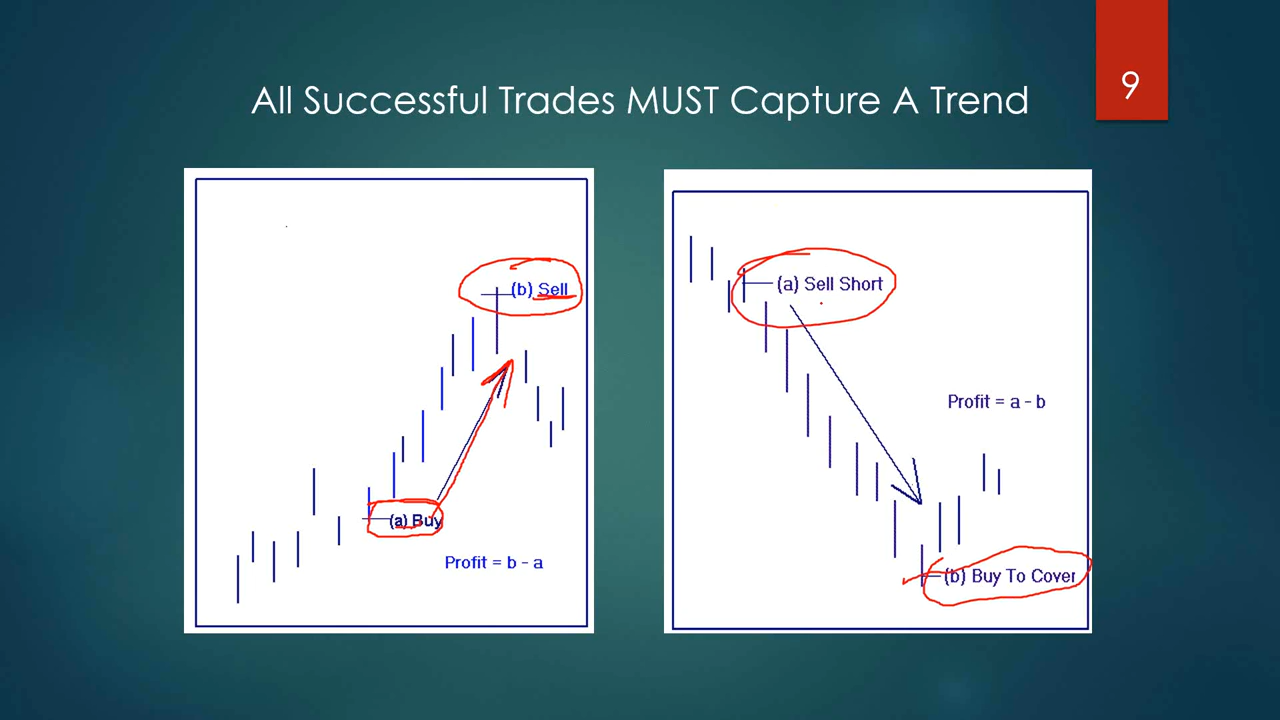 All Successful Trades MUST Capture A Trend
9
(b) Sell
(a) Buy
Profit = b - a
(a) Sell Short
Profit = a - b
(b) Buy To Cover